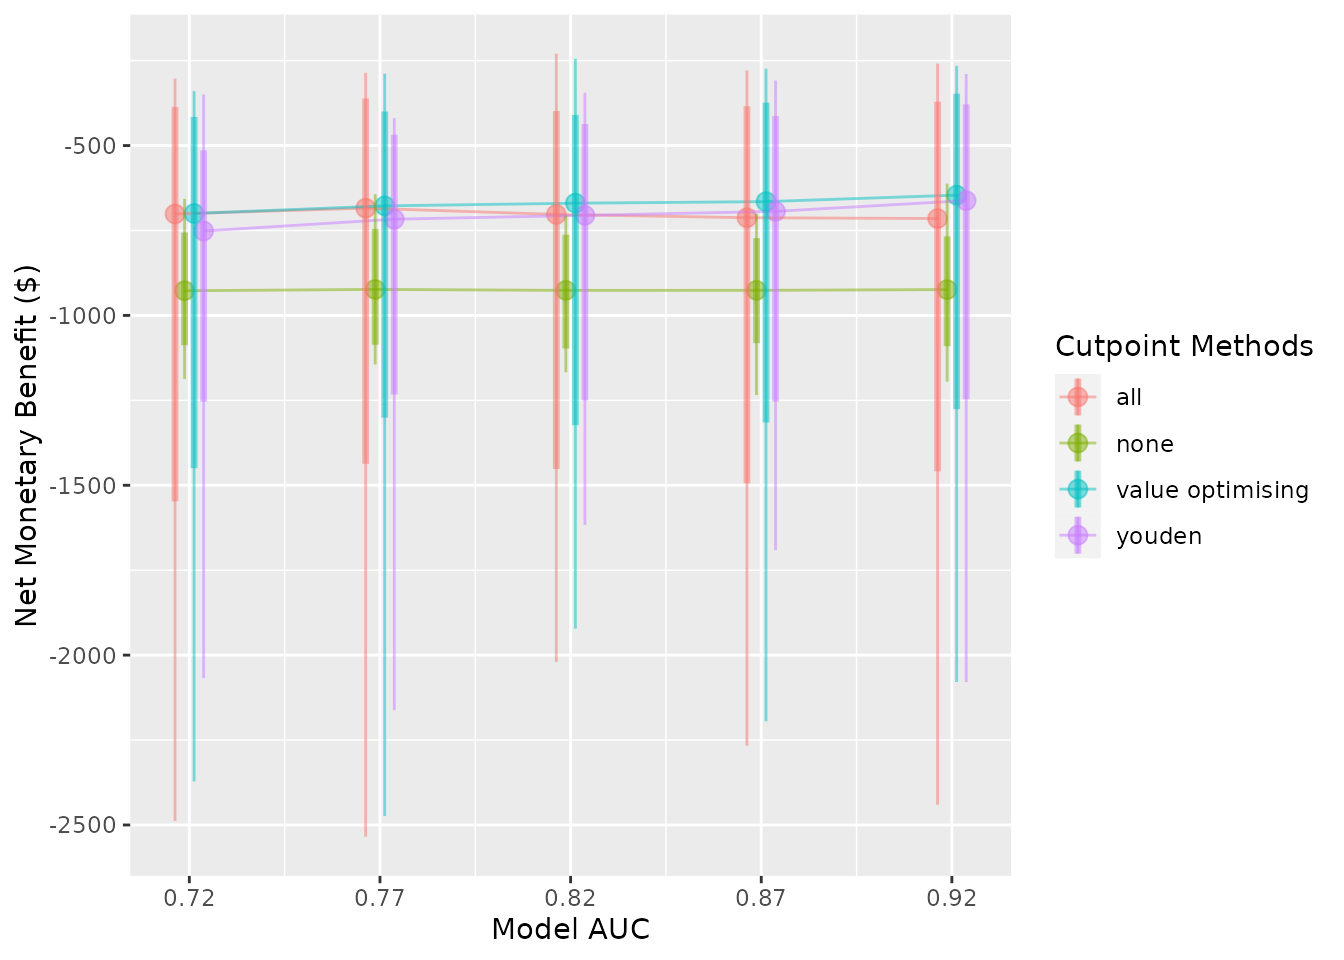 Net Monetary Benefit ($)
-500
-1000
-1500
-2000
-2500
0.72 0.77 0.82 0.87 0.92
Model AUC
Cutpoint Methods
all
none
value optimising
youden